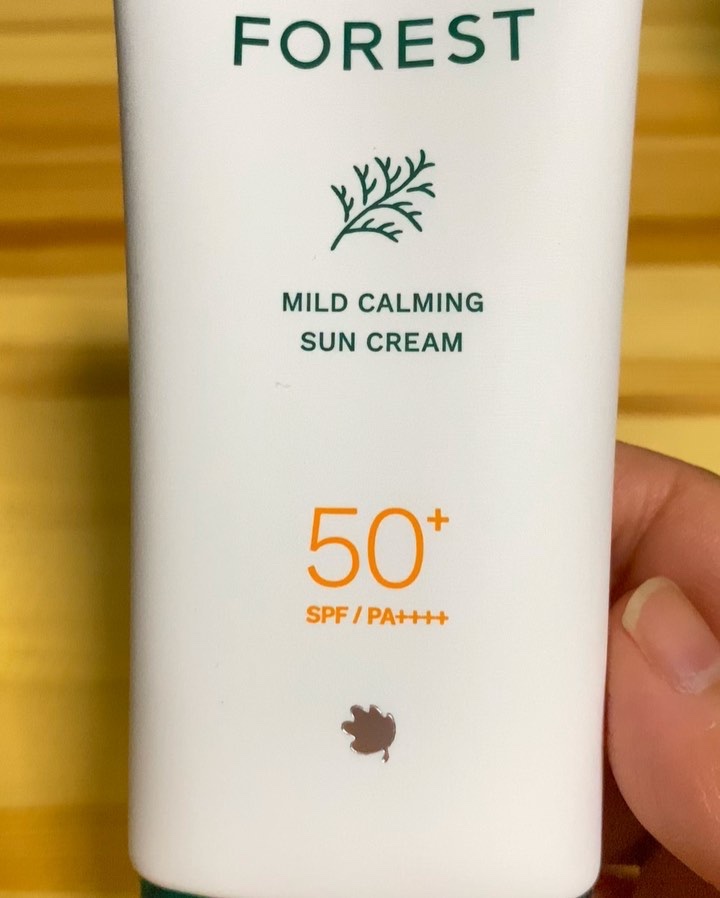 FOREST
MILD CALMING
SUN CREAM
50+
SPF / PA++++